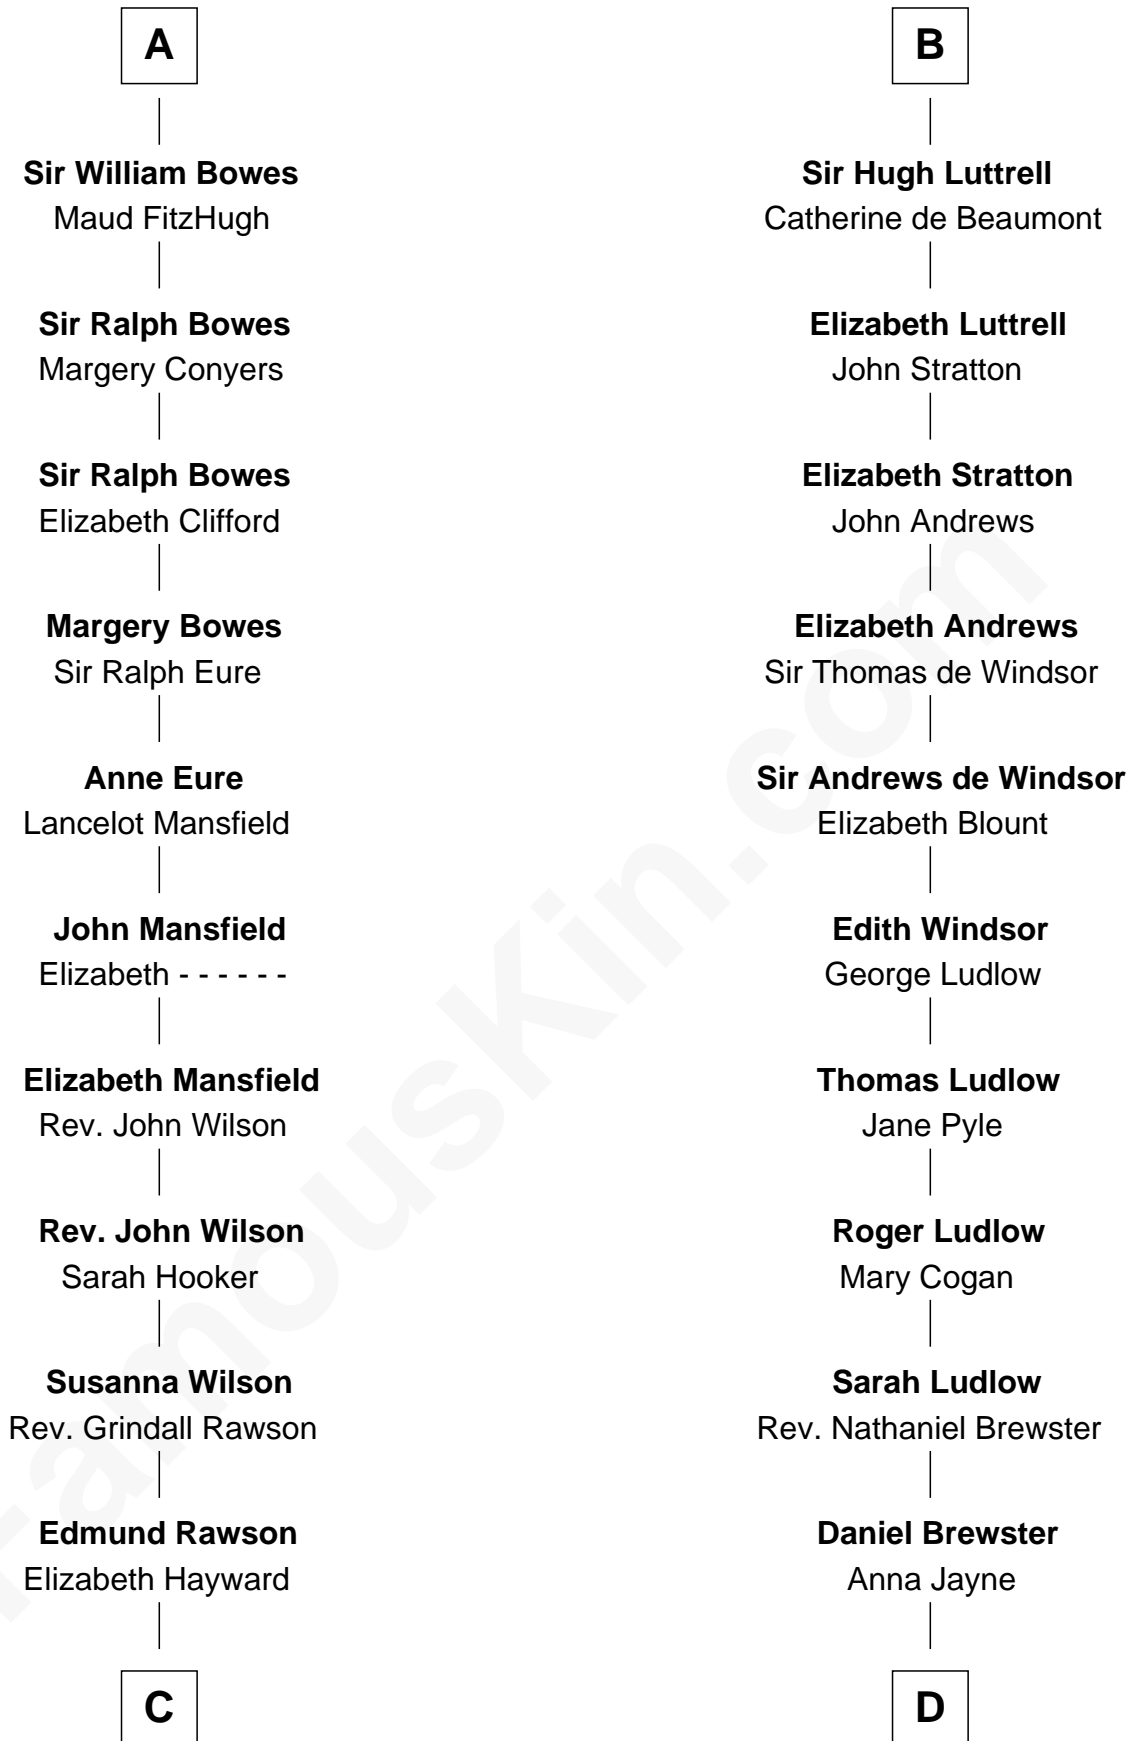 A
Sir William Bowes
Maud FitzHugh
Sir Ralph Bowes
Margery Conyers
Sir Ralph Bowes
Elizabeth Clifford
Margery Bowes
Sir Ralph Eure
Anne Eure
Lancelot Mansfield
John Mansfield
Elizabeth - - - - - -
Elizabeth Mansfield
Rev. John Wilson
Rev. John Wilson
Sarah Hooker
Susanna Wilson
Rev. Grindall Rawson
Edmund Rawson
Elizabeth Hayward
C
B
Sir Hugh Luttrell
Catherine de Beaumont
Elizabeth Luttrell
John Stratton
Elizabeth Stratton
John Andrews
Elizabeth Andrews
Sir Thomas de Windsor
Sir Andrews de Windsor
Elizabeth Blount
Edith Windsor
George Ludlow
Thomas Ludlow
Jane Pyle
Roger Ludlow
Mary Cogan
Sarah Ludlow
Rev. Nathaniel Brewster
Daniel Brewster
Anna Jayne
D
FamousKin.com